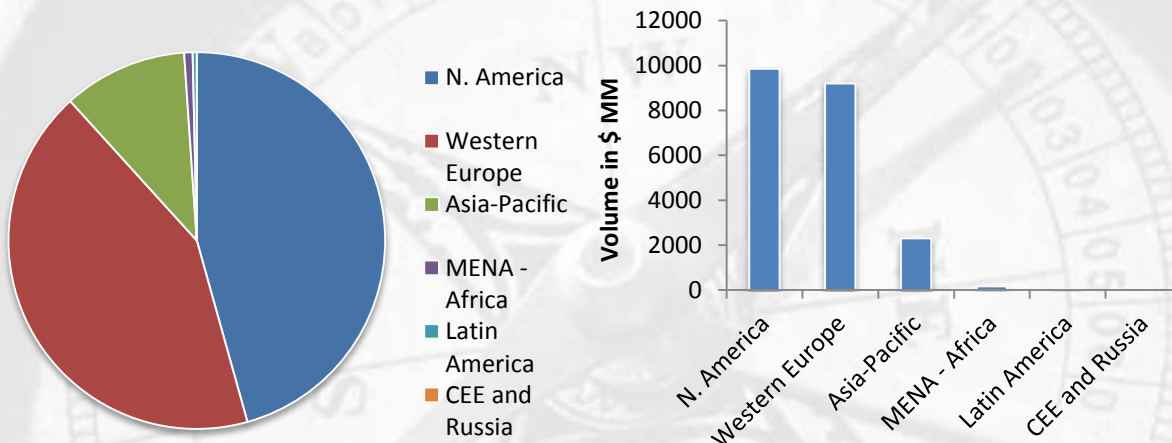 N. America
Western
Europe
Asia-Pacific
MENA -
Africa
Latin
America
CEE and
Russia
Volume in $ MM
12000
10000
8000
6000
4000
2000
0
N. America
Western Europe
Asia-Pacific
MENA - Africa
Latin America
CEE and Russia